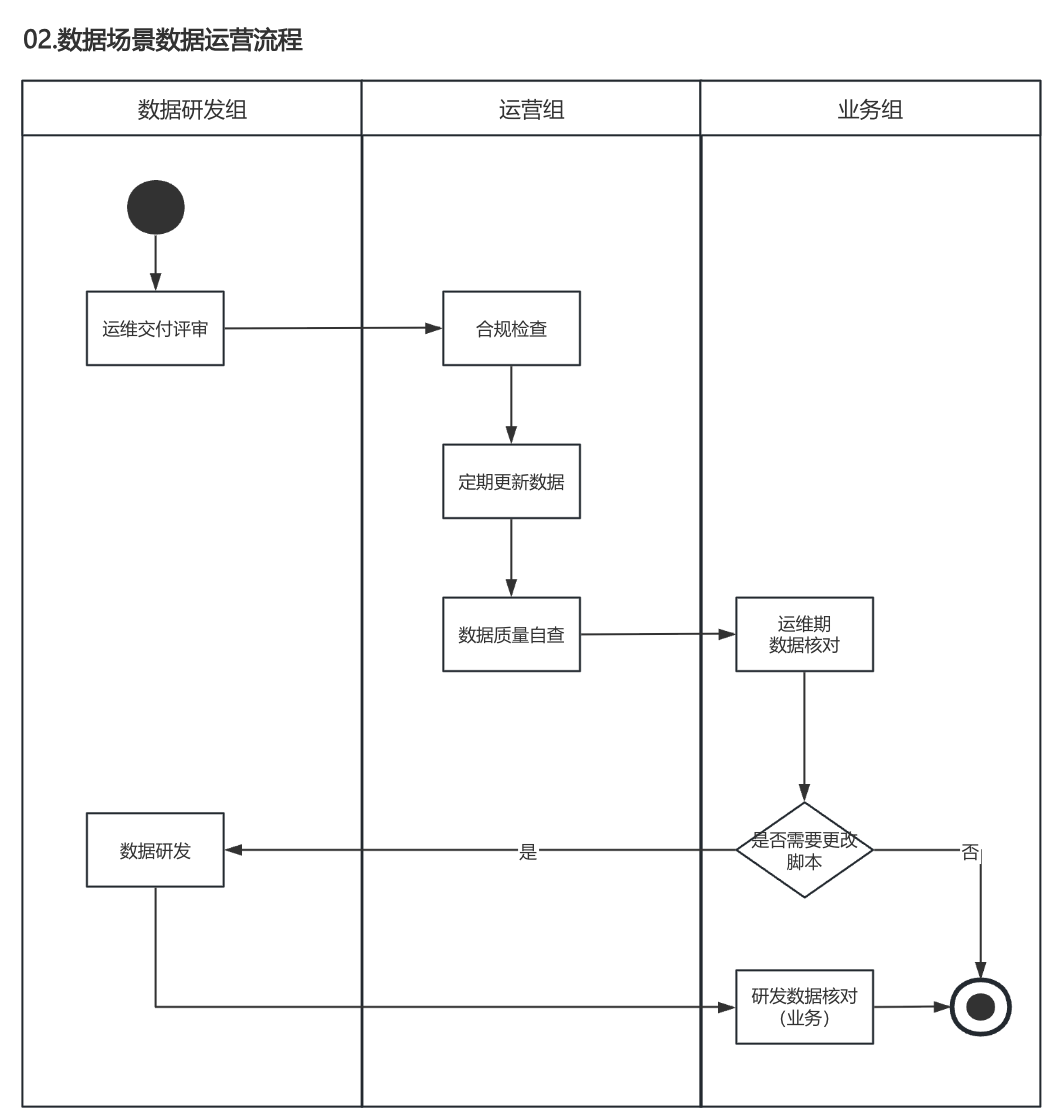 02.数据场景数据运营流程
数据研发组
运营组
业务组
运维交付评审
合规检查
定期更新数据
数据质量自查
运维期
数据核对
是否需要更改
脚本
数据研发
是
否
研发数据核对
(业务)